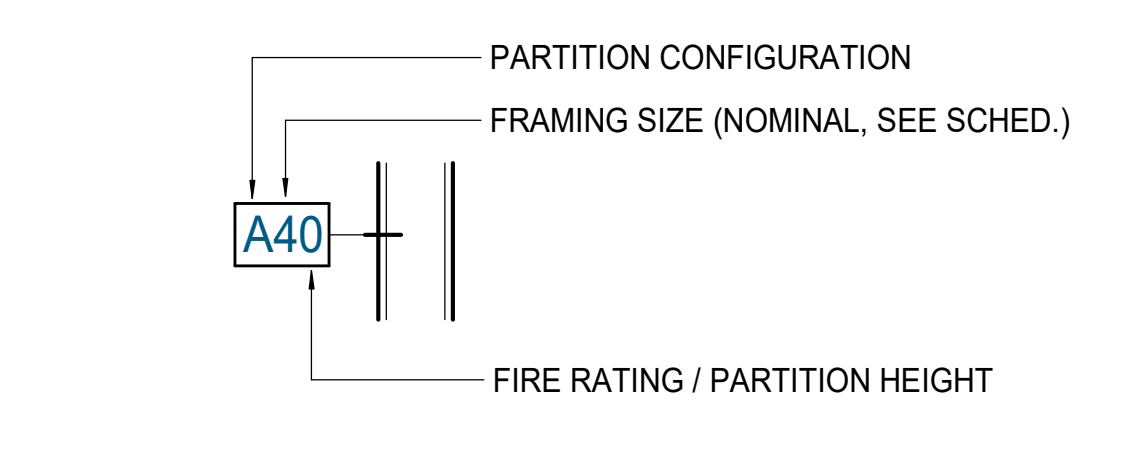 PARTITION CONFIGURATION
FRAMING SIZE (NOMINAL, SEE SCHED.)
A40
FIRE RATING / PARTITION HEIGHT